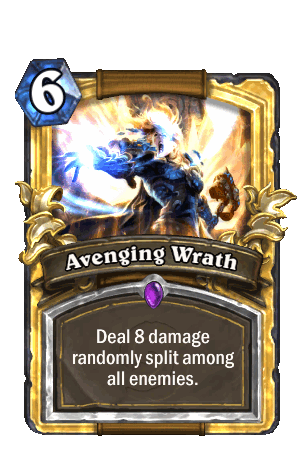 6
Avenging Wrath
Deal 8 damage
randomly split among
all enemies.